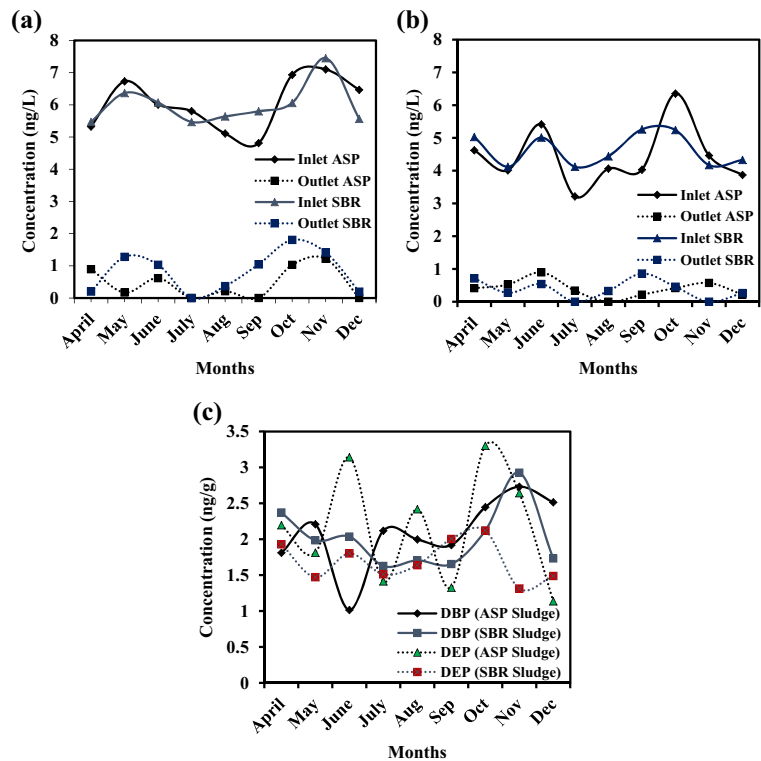 (a)
8
7
6
5
4
3
2
1
0
Concentration (ng/L)
Inlet ASP
Outlet ASP
Inlet SBR
Outlet SBR
April
May
June
July
Aug
Sep
Oct
Nov
Dec
Months
(b)
8
7
6
5
4
3
2
1
0
Concentration (ng/L)
Inlet ASP
Outlet ASP
Inlet SBR
Outlet SBR
April
May
June
July
Aug
Sep
Oct
Nov
Dec
Months
(c)
3.5
3
2.5
2
1.5
1
0.5
0
Concentration (ng/g)
DBP (ASP Sludge)
DBP (SBR Sludge)
DEP (ASP Sludge)
DEP (SBR Sludge)
April
May
June
July
Aug
Sep
Oct
Nov
Dec
Months